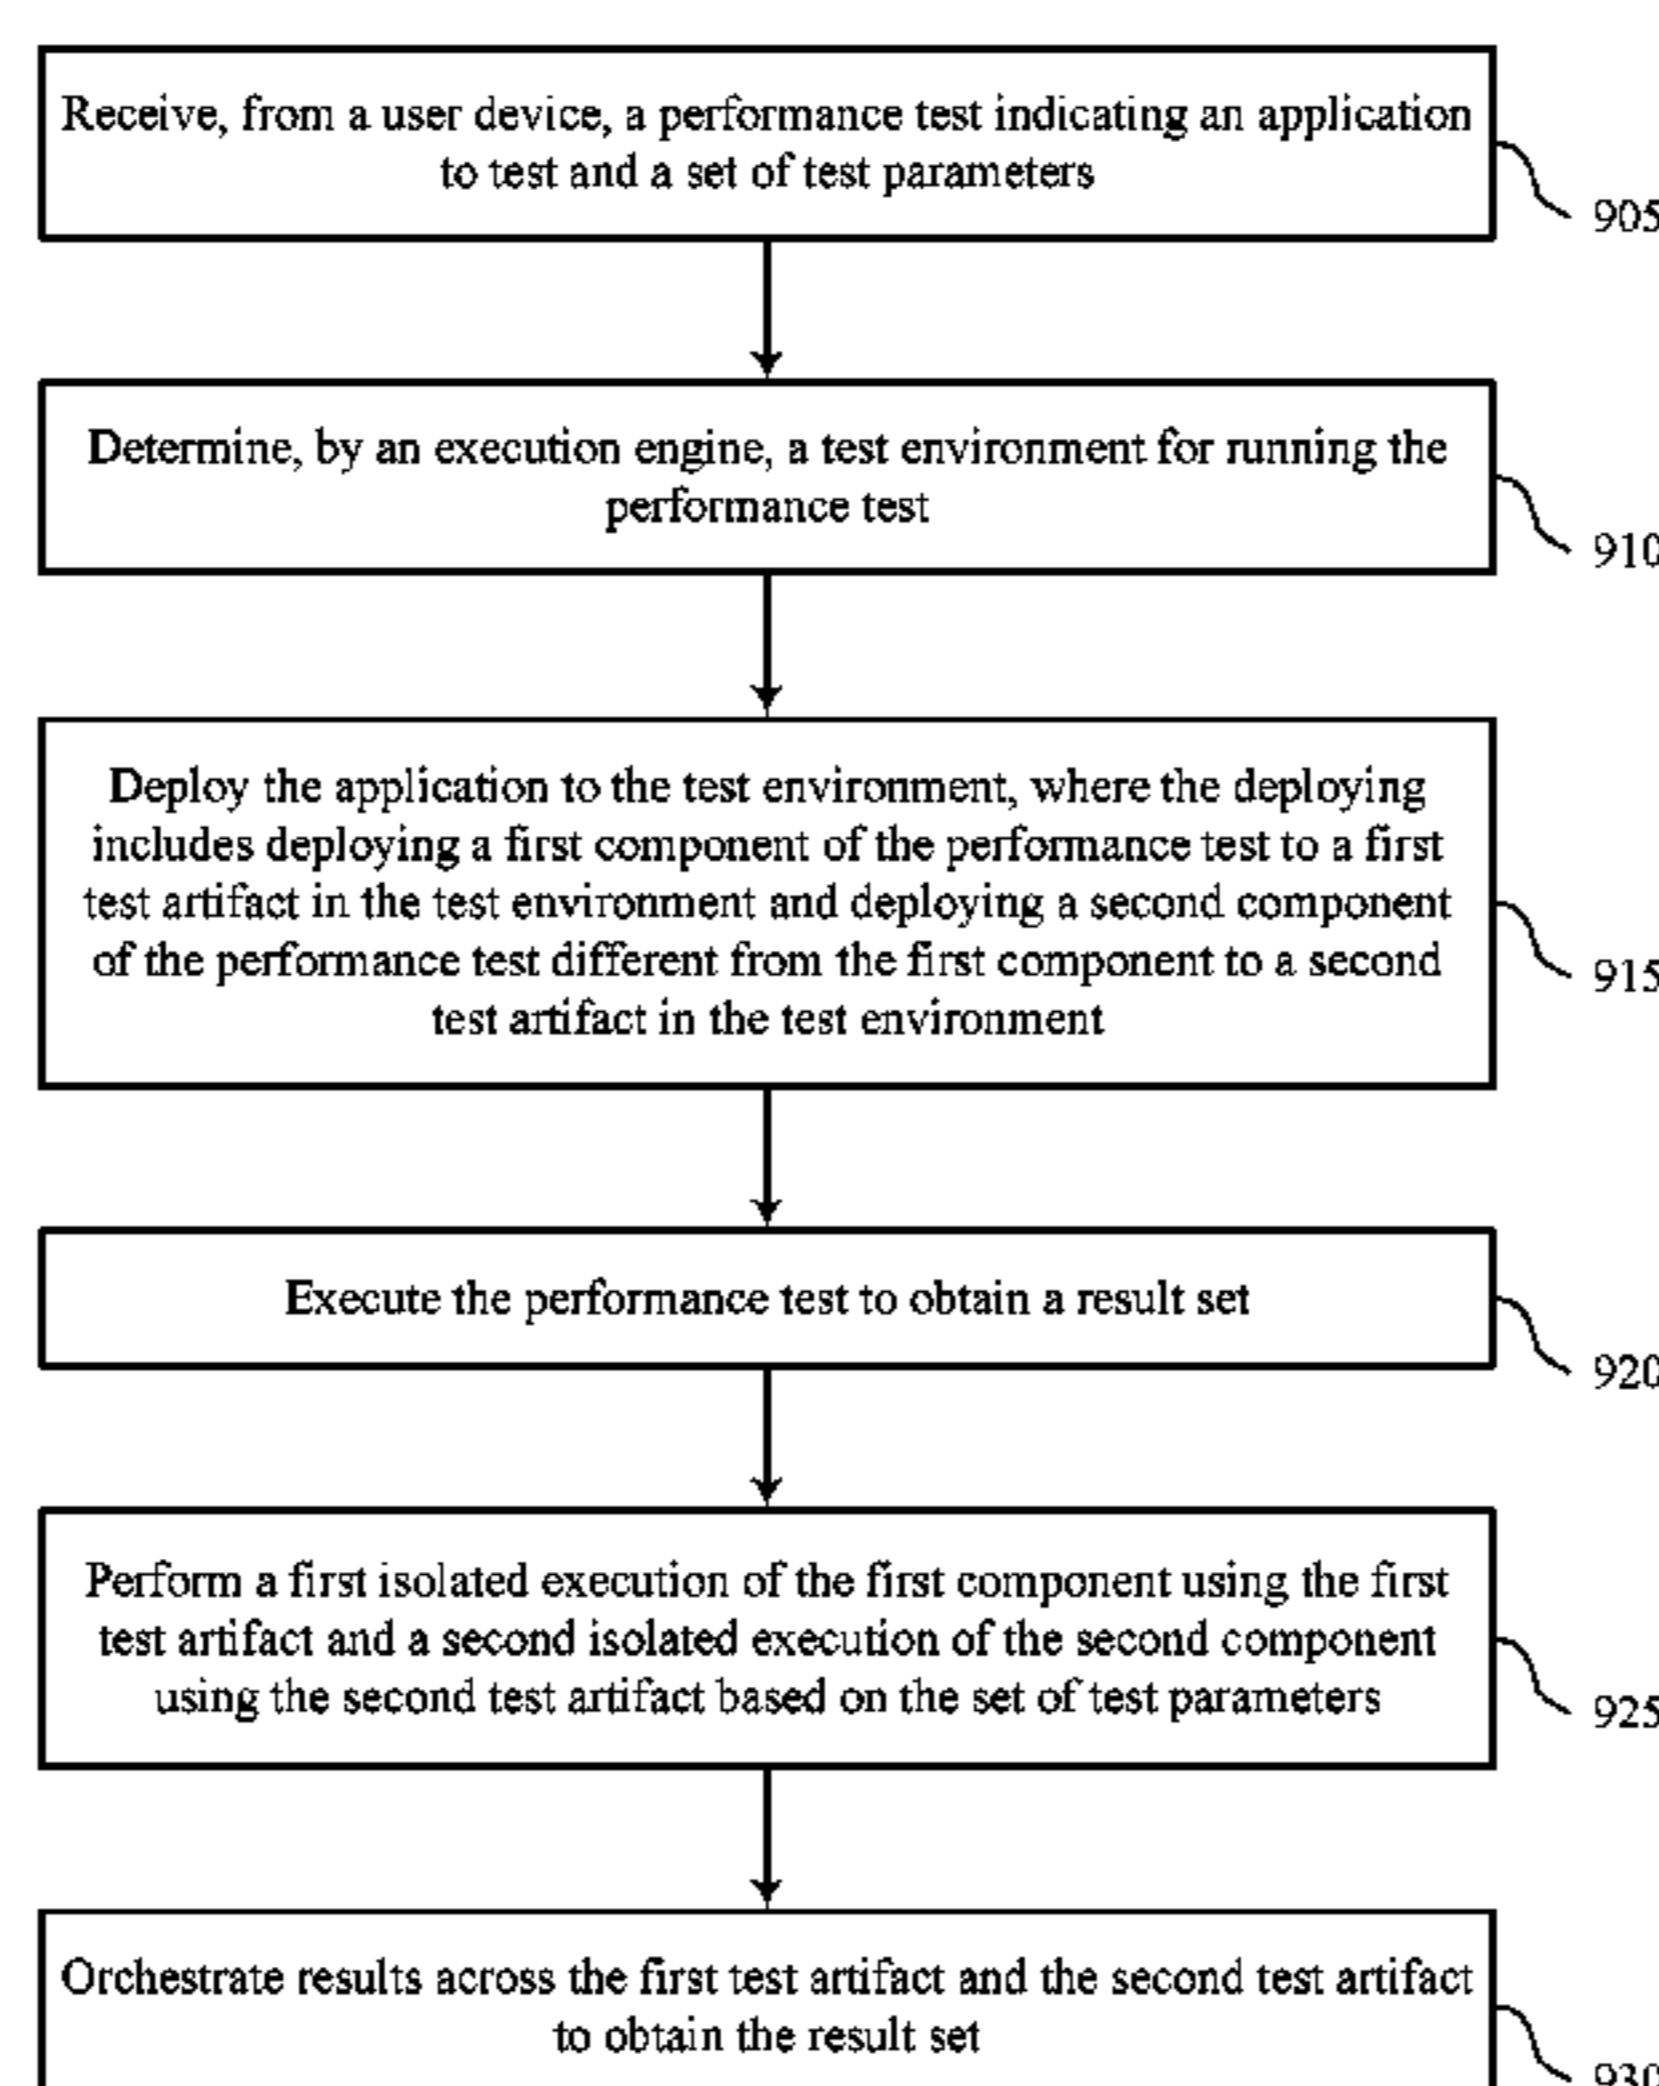 Receive, from a user device, a performance test indicating an application
to test and a set of test parameters
905
Determine, by an execution engine, a test environment for running the
performance test
910
Deploy the application to the test environment, where the deploying
includes deploying a first component of the performance test to a first
test artifact in the test environment and deploying a second component
of the performance test different from the first component to a second
test artifact in the test environment
915
Execute the performance test to obtain a result set
920
Perform a first isolated execution of the first component using the first
test artifact and a second isolated execution of the second component
using the second test artifact based on the set of test parameters
925
Orchestrate results across the first test artifact and the second test artifact
to obtain the result set
930